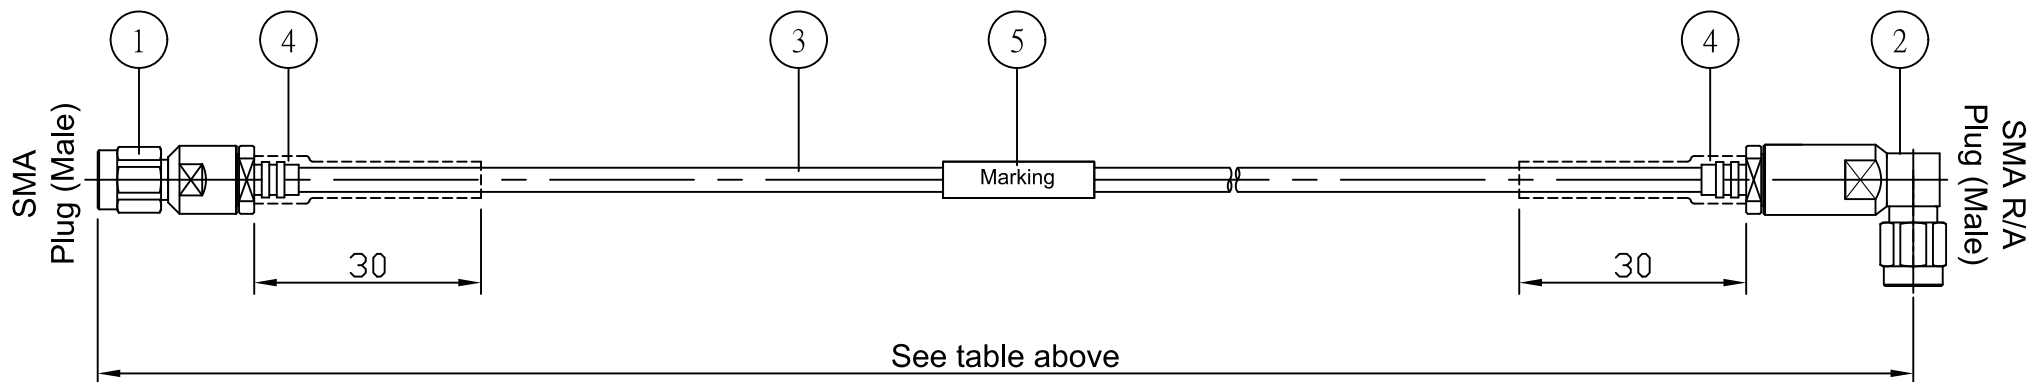 1
4
3
5
4
2
SMA
Plug (Male)
Marking
SMA R/A
Plug (Male)
30
30
See table above